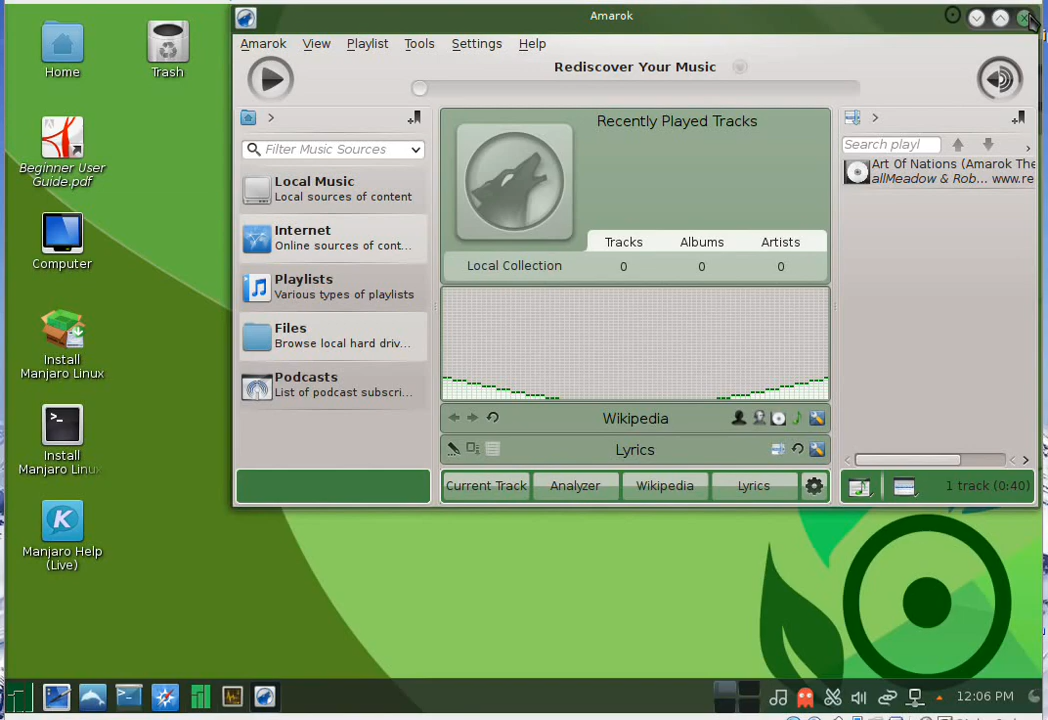 Amarok
Amarok View Playlist Tools Settings Help
Rediscover Your Music
Home
Trash
Beginner User
Guide.pdf
Computer
Install
Manjaro Linux
Install
Manjaro Linux
Manjaro Help
(Live)
Filter Music Sources
Local Music
Local sources of content
Internet
Online sources of cont...
Playlists
Various types of playlists
Files
Browse local hard driv...
Podcasts
List of podcast subscri...
Recently Played Tracks
Tracks Albums Artists
Local Collection 0 0 0
Wikipedia
Lyrics
Current Track Analyzer Wikipedia Lyrics
Search playl
Art Of Nations (Amarok The
allMeadow & Rob... www.re
1 track (0:40)
12:06 PM